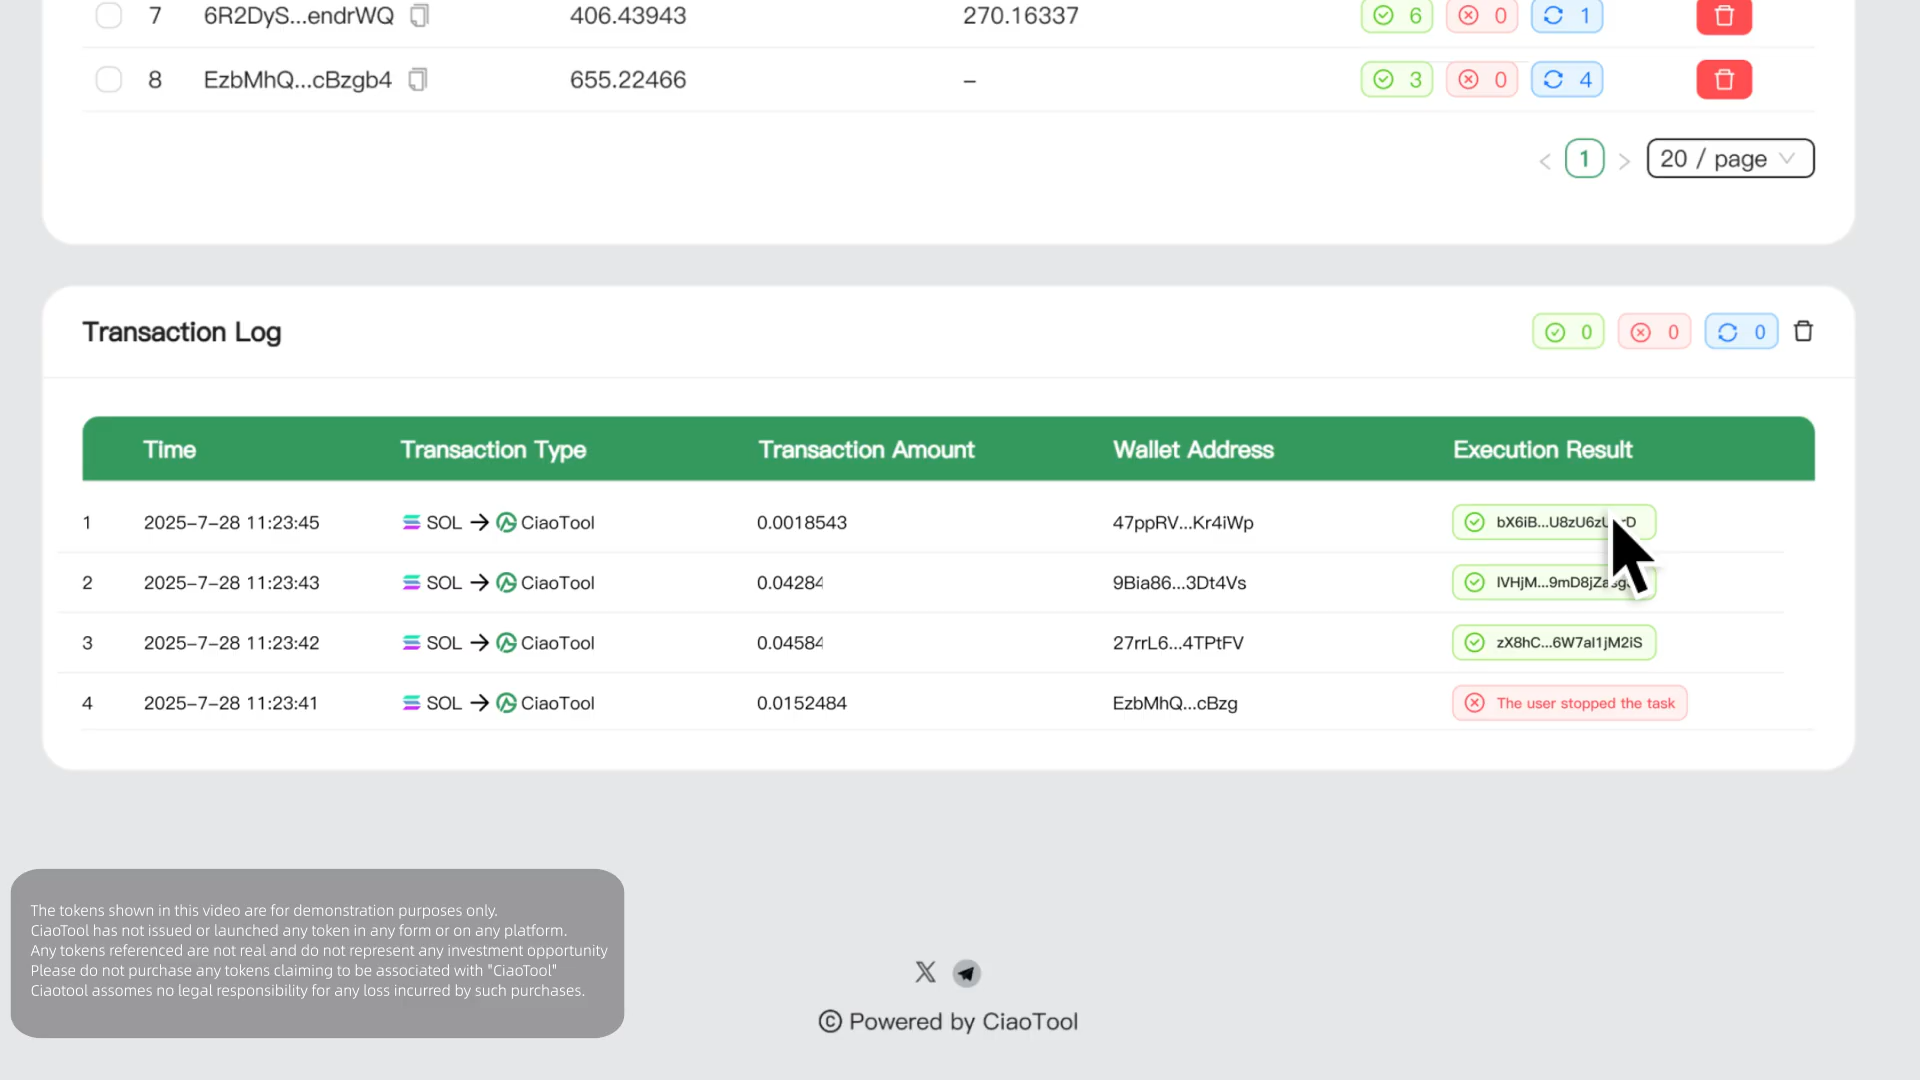 7 6R2DyS...endrWQ 406.43943 270.16337 6 0 1
8 EzbMhQ...cBzgb4 655.22466 – 3 0 4
< 1 > 20 / page
Transaction Log 0 0 0
Time Transaction Type Transaction Amount Wallet Address Execution Result
1 2025-7-28 11:23:45 SOL → CiaoTool 0.0018543 47ppRV...Kr4iWp
2 2025-7-28 11:23:43 SOL → CiaoTool 0.04284 9Bia86...3Dt4Vs
3 2025-7-28 11:23:42 SOL → CiaoTool 0.04584 27rrL6...4TPtFV zX8hC...6W7aI1jM2iS
4 2025-7-28 11:23:41 SOL → CiaoTool 0.0152484 EzbMhQ...cBzg The user stopped the task
The tokens shown in this video are for demonstration purposes only.
CiaoTool has not issued or launched any token in any form or on any platform.
Any tokens referenced are not real and do not represent any investment opportunity
Please do not purchase any tokens claiming to be associated with "CiaoTool"
Ciaotool assomes no legal responsibility for any loss incurred by such purchases.
X
© Powered by CiaoTool